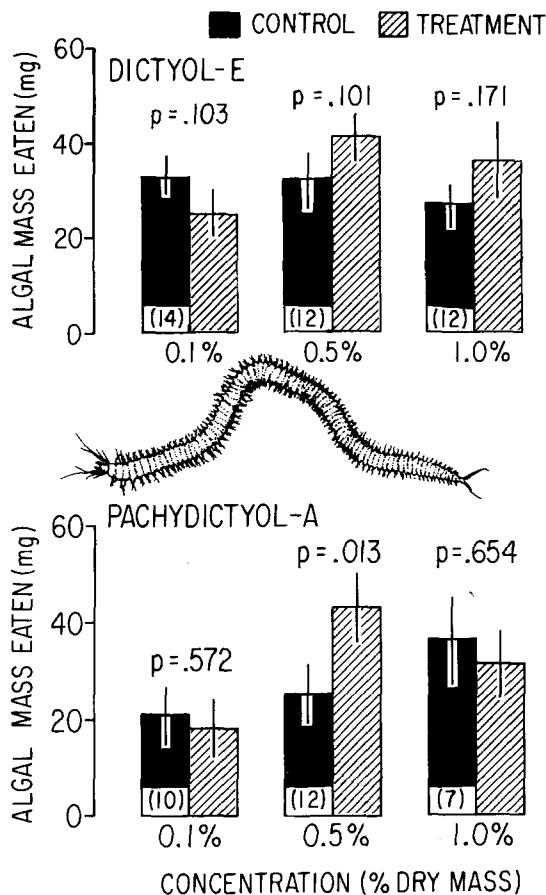 CONTROL TREATMENT
DICTYOL-E
ALGAL MASS EATEN (mg)
60
40
20
0
p=.103
p=.101
p=.171
(14)
(12)
(12)
0.1%
0.5%
1.0%
PACHYDICTYOL-A
ALGAL MASS EATEN (mg)
60
40
20
0
p=.572
p=.013
p=.654
(10)
(12)
(7)
0.1%
0.5%
1.0%
CONCENTRATION (% DRY MASS)